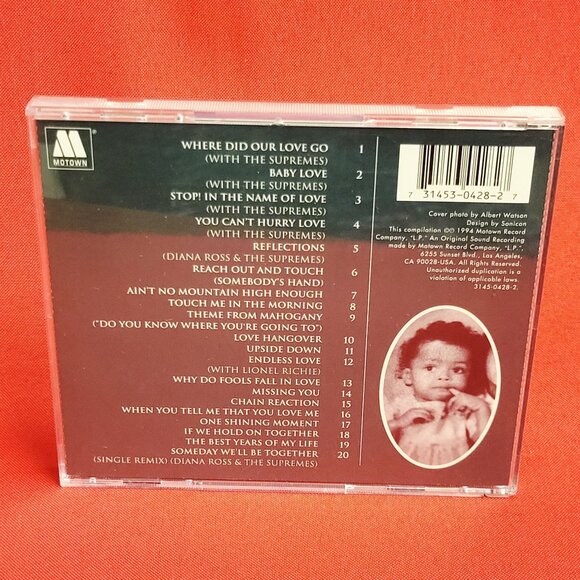 MOTOWN
WHERE DID OUR LOVE GO 1
(WITH THE SUPREMES)
BABY LOVE 2
(WITH THE SUPREMES)
STOP! IN THE NAME OF LOVE 3
(WITH THE SUPREMES)
YOU CAN'T HURRY LOVE 4
(WITH THE SUPREMES)
REFLECTIONS 5
(DIANA ROSS & THE SUPREMES)
REACH OUT AND TOUCH 6
(SOMEBODY'S HAND)
AIN'T NO MOUNTAIN HIGH ENOUGH 7
TOUCH ME IN THE MORNING 8
THEME FROM MAHOGANY 9
("DO YOU KNOW WHERE YOU'RE GOING TO")
LOVE HANGOVER 10
UPSIDE DOWN 11
ENDLESS LOVE 12
(WITH LIONEL RICHIE)
WHY DO FOOLS FALL IN LOVE 13
MISSING YOU 14
CHAIN REACTION 15
WHEN YOU TELL ME THAT YOU LOVE ME 16
ONE SHINING MOMENT 17
IF WE HOLD ON TOGETHER 18
THE BEST YEARS OF MY LIFE 19
SOMEDAY WE'LL BE TOGETHER 20
(SINGLE REMIX) (DIANA ROSS & THE SUPREMES)
7 31453-0428-2 7
Cover photo by Albert Watson
Design by Sonicon
This compilation ©℗ 1994 Motown Record
Company, "L.P." An Original Sound Recording
made by Motown Record Company, "L.P.".
6255 Sunset Blvd., Los Angeles,
CA 90028-USA. All Rights Reserved.
Unauthorized duplication is a
violation of applicable laws.
3145-0428-2.